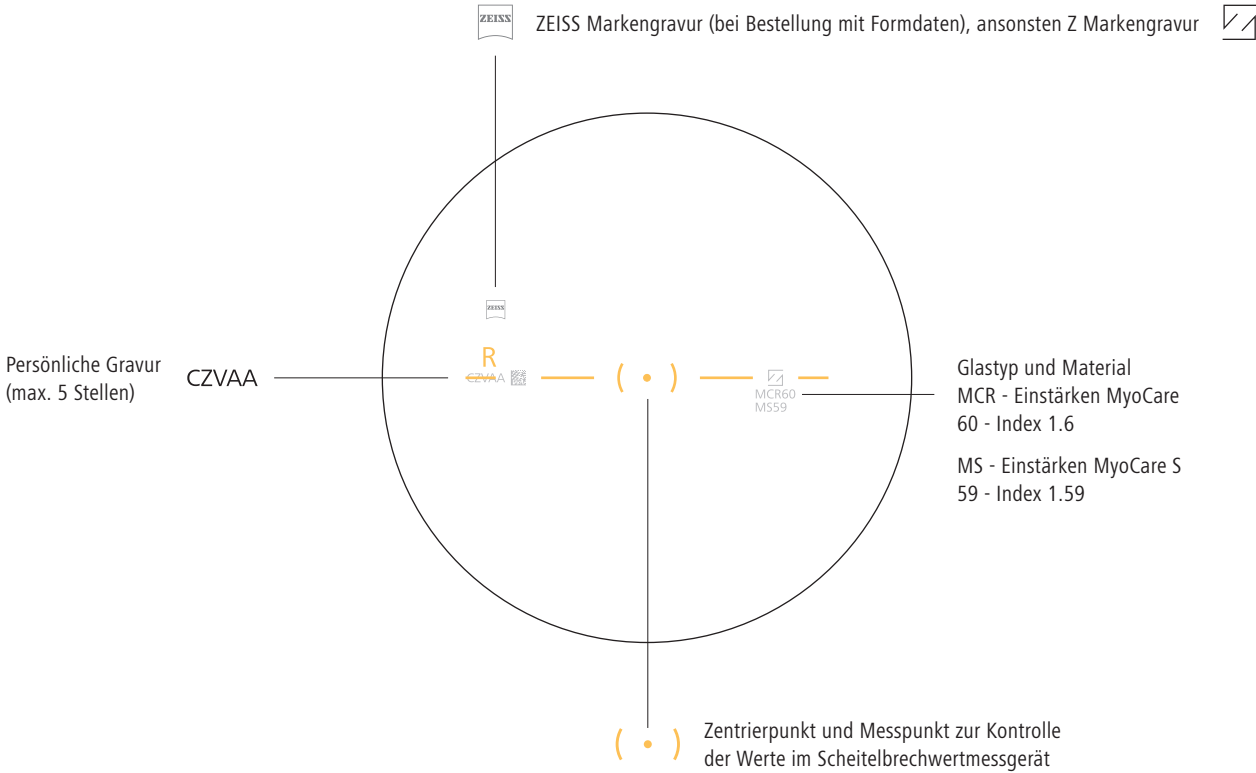 ZEISS ZEISS Markengravur (bei Bestellung mit Formdaten), ansonsten Z Markengravur
ZEISS
R
Persönliche Gravur
(max. 5 Stellen)
CZVAA
CZVAA
MCR60
MS59
Glastyp und Material
MCR - Einstärken MyoCare
60 - Index 1.6
MS - Einstärken MyoCare S
59 - Index 1.59
Zentrierpunkt und Messpunkt zur Kontrolle
der Werte im Scheitelbrechwertmessgerät